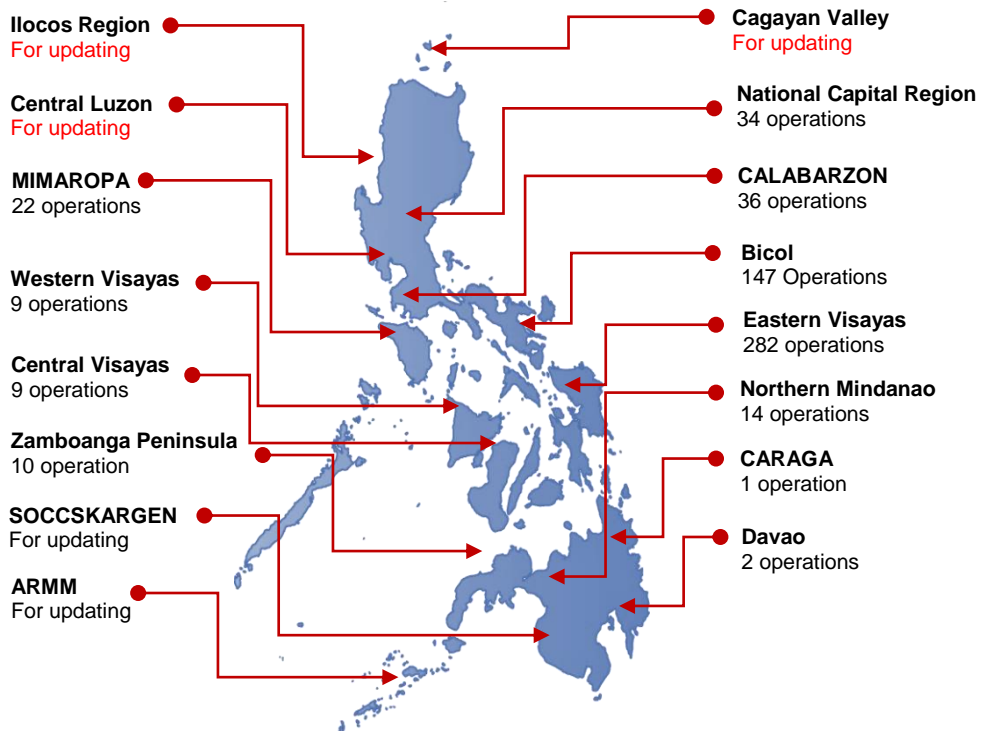 Ilocos Region
For updating
Central Luzon
For updating
MIMAROPA
22 operations
Western Visayas
9 operations
Central Visayas
9 operations
Zamboanga Peninsula
10 operation
SOCCSKARGEN
For updating
ARMM
For updating
Cagayan Valley
For updating
National Capital Region
34 operations
CALABARZON
36 operations
Bicol
147 Operations
Eastern Visayas
282 operations
Northern Mindanao
14 operations
CARAGA
1 operation
Davao
2 operations